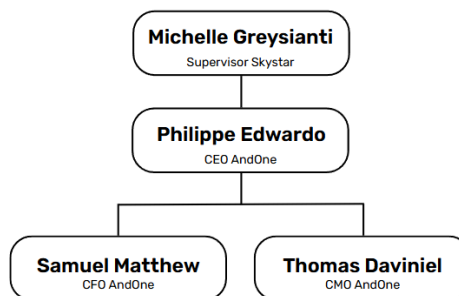 Michelle Greysianti
Supervisor Skystar
Philippe Edwardo
CEO AndOne
Samuel Matthew
CFO AndOne
Thomas Daviniel
CMO AndOne